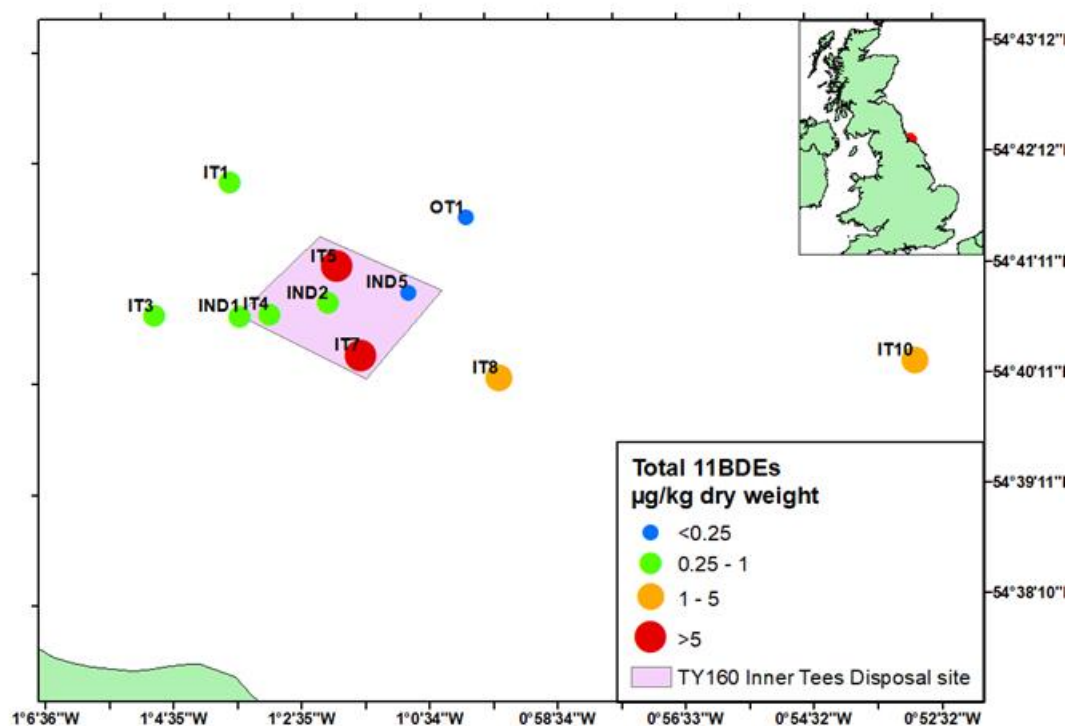 54°43'12"
54°42'12"
IT1
OT1
54°41'11"
IT5
IND5
IND2
IT3
IND1
IT4
IT7
IT8
IT10
54°40'11"
Total 11BDEs
µg/kg dry weight
<0.25
0.25 - 1
1 - 5
>5
TY160 Inner Tees Disposal site
54°39'11"
54°38'10"
1°6'36"W
1°4'35"W
1°2'35"W
1°0'34"W
0°58'34"W
0°56'33"W
0°54'32"W
0°52'32"W